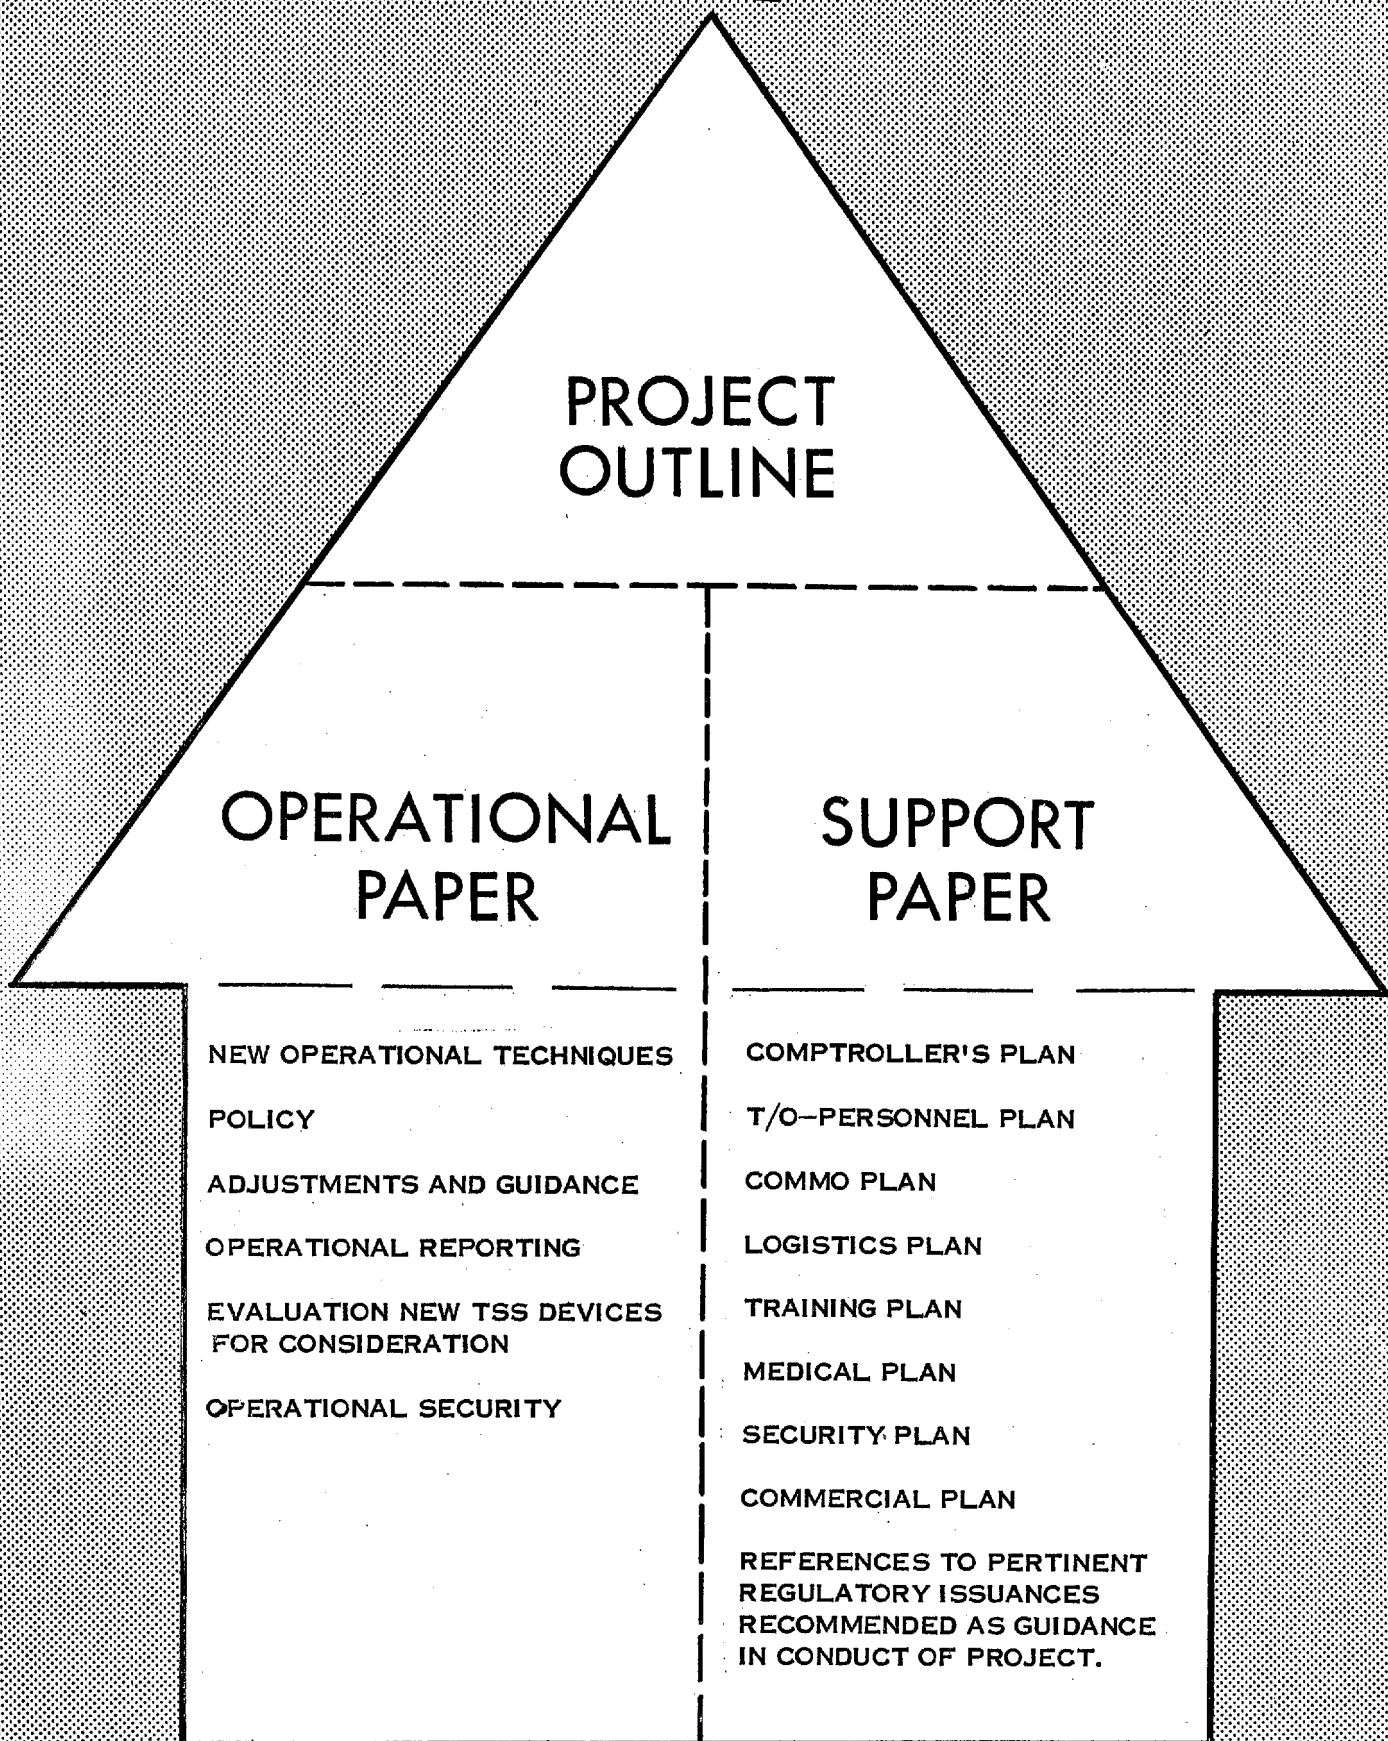 PROJECT
OUTLINE
OPERATIONAL
PAPER
SUPPORT
PAPER
NEW OPERATIONAL TECHNIQUES
POLICY
ADJUSTMENTS AND GUIDANCE
OPERATIONAL REPORTING
EVALUATION NEW TSS DEVICES
FOR CONSIDERATION
OPERATIONAL SECURITY
COMPTROLLER'S PLAN
T/O–PERSONNEL PLAN
COMMO PLAN
LOGISTICS PLAN
TRAINING PLAN
MEDICAL PLAN
SECURITY PLAN
COMMERCIAL PLAN
REFERENCES TO PERTINENT
REGULATORY ISSUANCES
RECOMMENDED AS GUIDANCE
IN CONDUCT OF PROJECT.